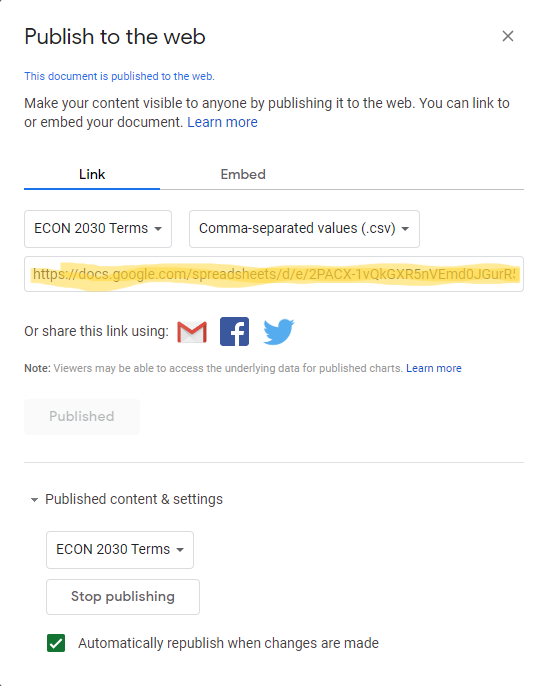 Publish to the web
This document is published to the web.
Make your content visible to anyone by publishing it to the web. You can link to
or embed your document. Learn more
Link Embed
ECON 2030 Terms Comma-separated values (.csv)
https://docs.google.com/spreadsheets/d/e/2PACX-1vQkGXR5nVEmd0JGurR
Or share this link using:
Note: Viewers may be able to access the underlying data for published charts. Learn more
Published
Published content & settings
ECON 2030 Terms
Stop publishing
Automatically republish when changes are made